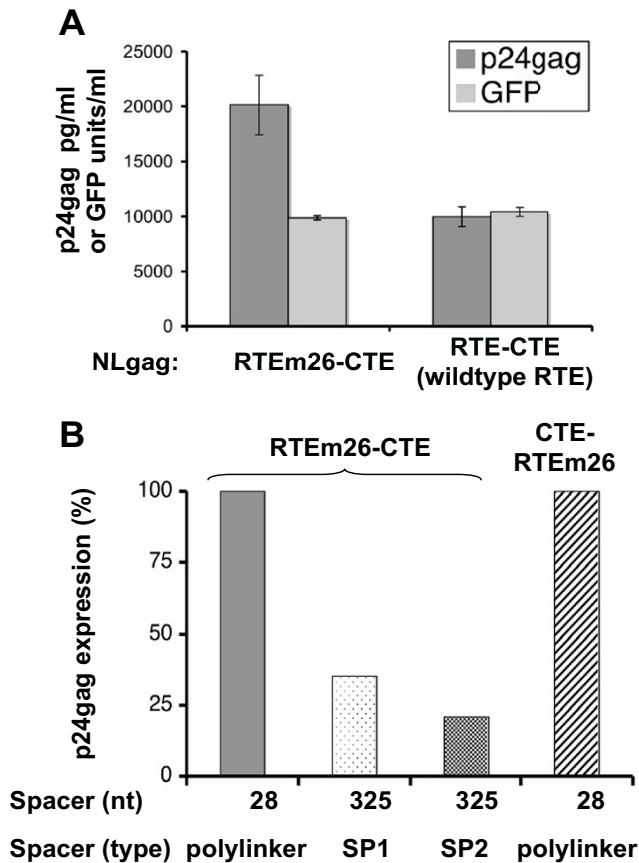 A
p24gag pg/ml
or GFP units/ml
25000
20000
15000
10000
5000
0
p24gag
GFP
NLgag: RTEm26-CTE RTE-CTE
(wildtype RTE)
B
RTEm26-CTE CTE-
RTEm26
p24gag expression (%)
100
75
50
25
0
Spacer (nt) 28 325 325 28
Spacer (type) polylinker SP1 SP2 polylinker